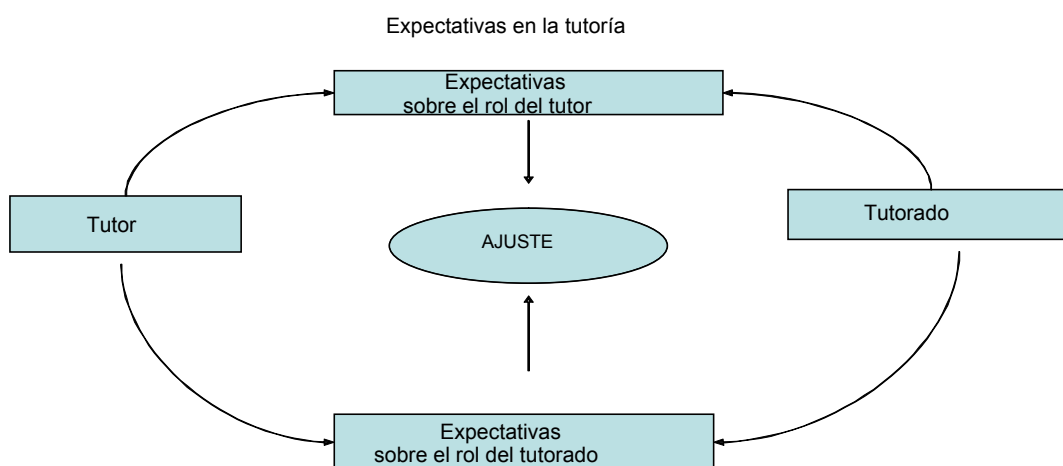 Expectativas en la tutoría
Expectativas
sobre el rol del tutor
Tutor
AJUSTE
Tutorado
Expectativas
sobre el rol del tutorado